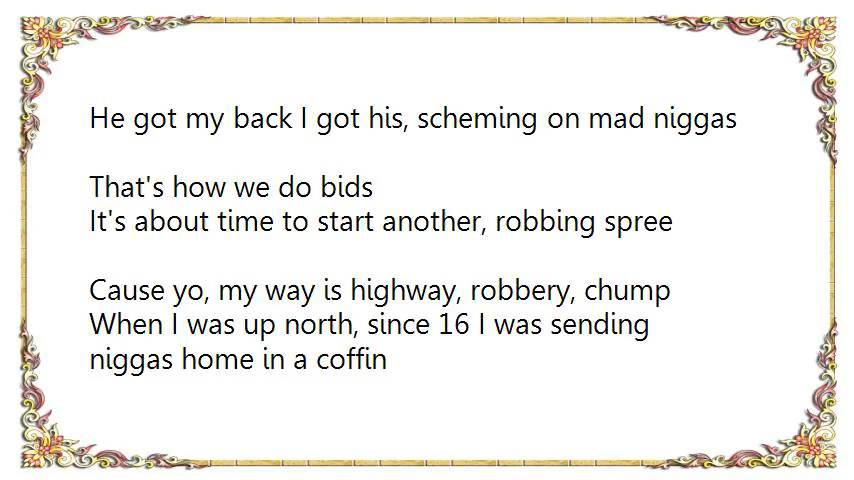 He got my back I got his, scheming on mad niggas
That's how we do bids
It's about time to start another, robbing spree
Cause yo, my way is highway, robbery, chump
When I was up north, since 16 I was sending
niggas home in a coffin